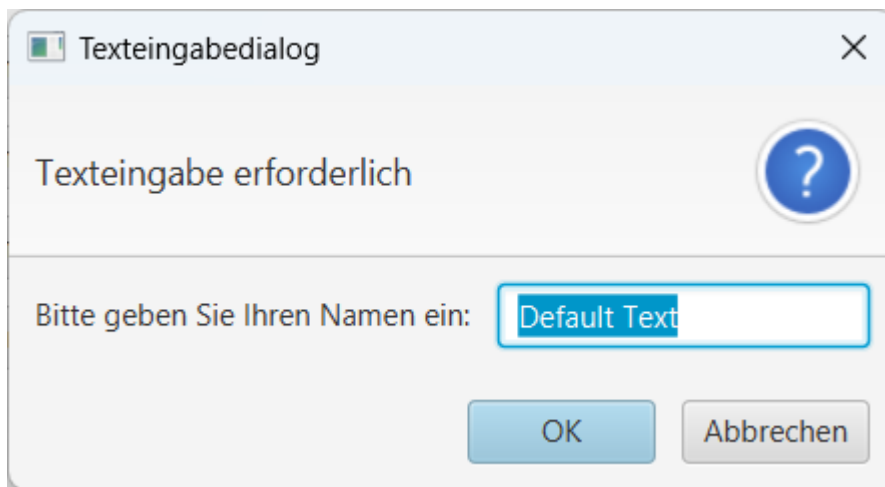 Texteingabedialog
Texteingabe erforderlich
?
Bitte geben Sie Ihren Namen ein: Default Text
OK Abbrechen